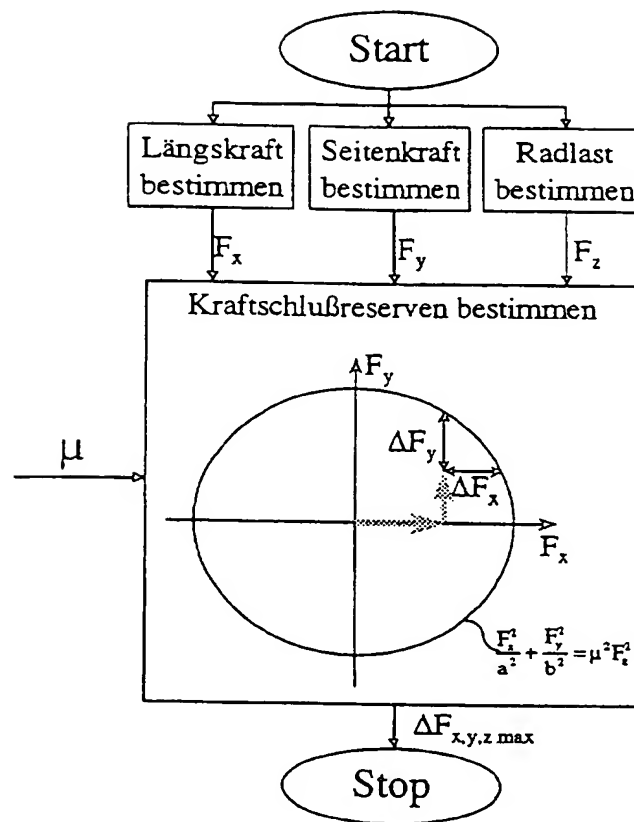 Start
Längskraft
bestimmen
Seitenkraft
bestimmen
Radlast
bestimmen
F_x
F_y
F_z
Kraftschlußreserven bestimmen
F_y
μ
ΔF_y
ΔF_x
F_x
F_x²/a² + F_y²/b² = μ²F_z²
ΔF_x,y,z max
Stop